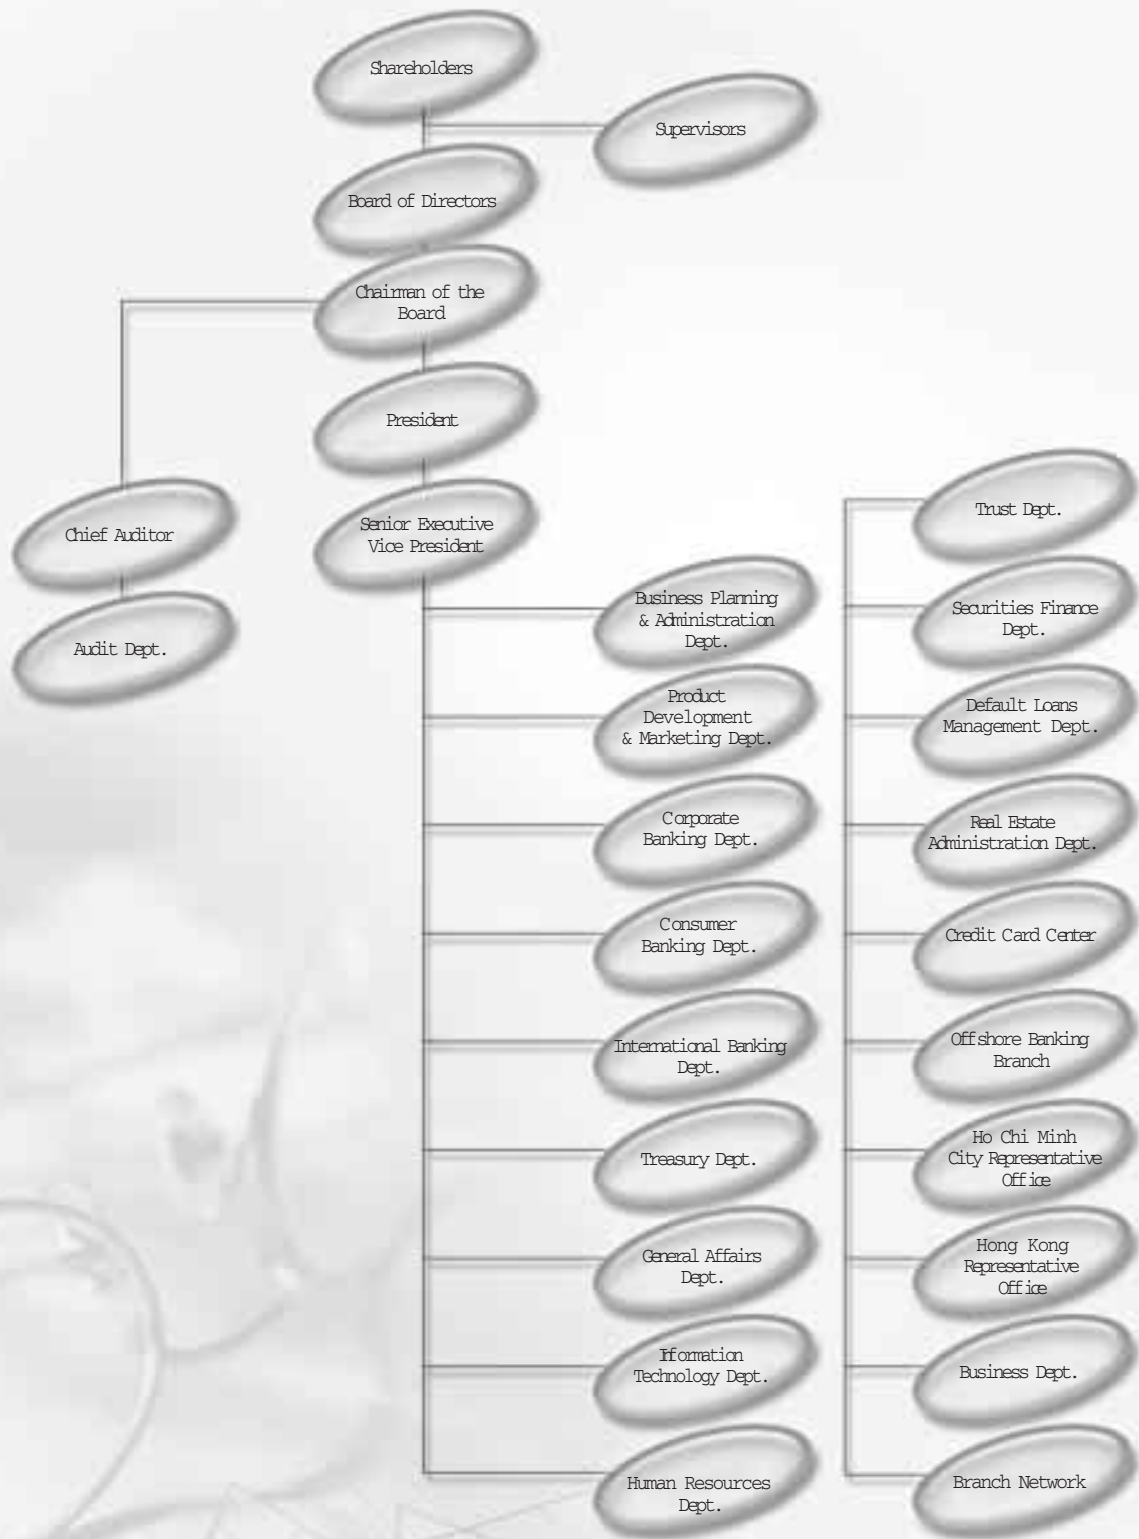 Shareholders
Supervisors
Board of Directors
Chairman of the
Board
President
Senior Executive
Vice President
Chief Auditor
Audit Dept.
Business Planning
& Administration
Dept.
Product
Development
& Marketing Dept.
Corporate
Banking Dept.
Consumer
Banking Dept.
International Banking
Dept.
Treasury Dept.
General Affairs
Dept.
Information
Technology Dept.
Human Resources
Dept.
Trust Dept.
Securities Finance
Dept.
Default Loans
Management Dept.
Real Estate
Administration Dept.
Credit Card Center
Offshore Banking
Branch
Ho Chi Minh
City Representative
Office
Hong Kong
Representative
Office
Business Dept.
Branch Network